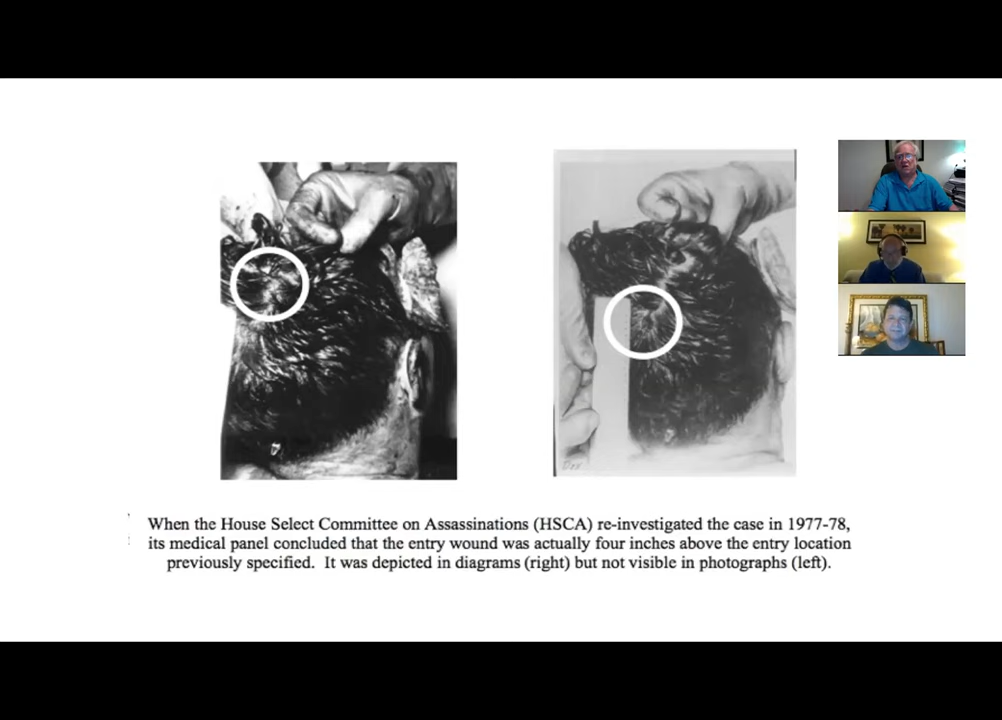 When the House Select Committee on Assassinations (HSCA) re-investigated the case in 1977-78,
its medical panel concluded that the entry wound was actually four inches above the entry location
previously specified. It was depicted in diagrams (right) but not visible in photographs (left).